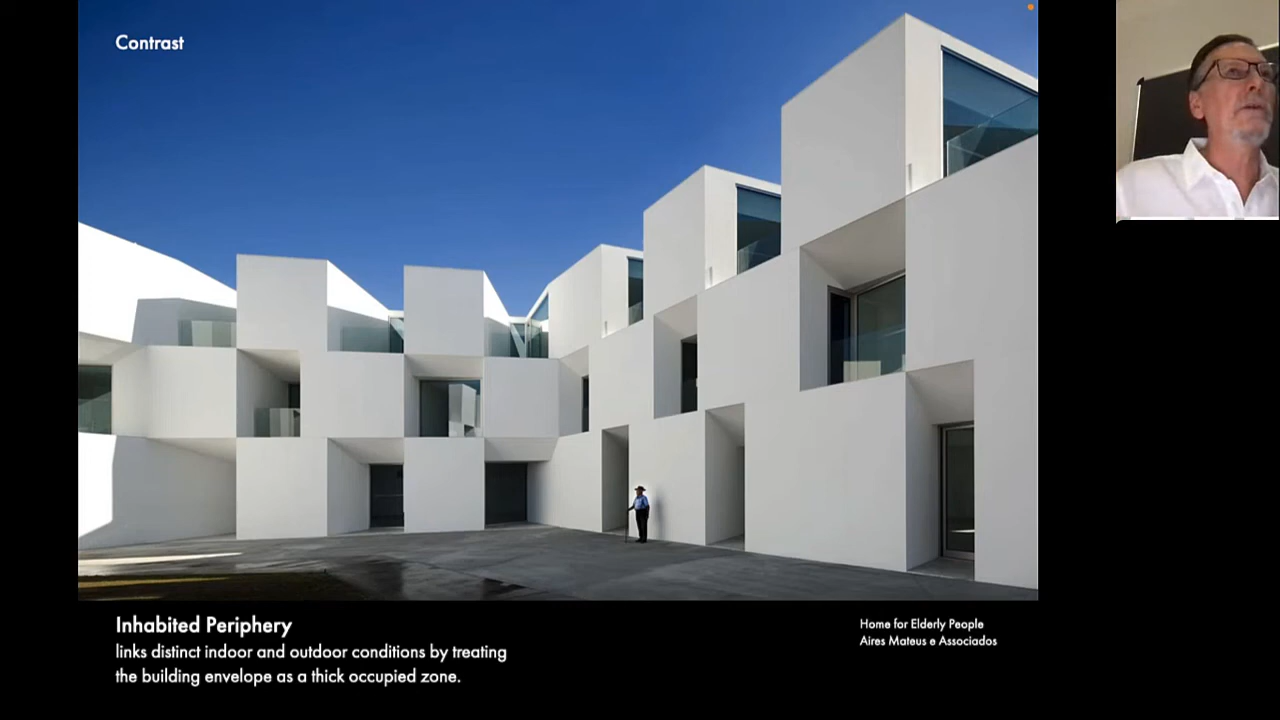 Contrast
Inhabited Periphery
links distinct indoor and outdoor conditions by treating
the building envelope as a thick occupied zone.
Home for Elderly People
Aires Mateus e Associados